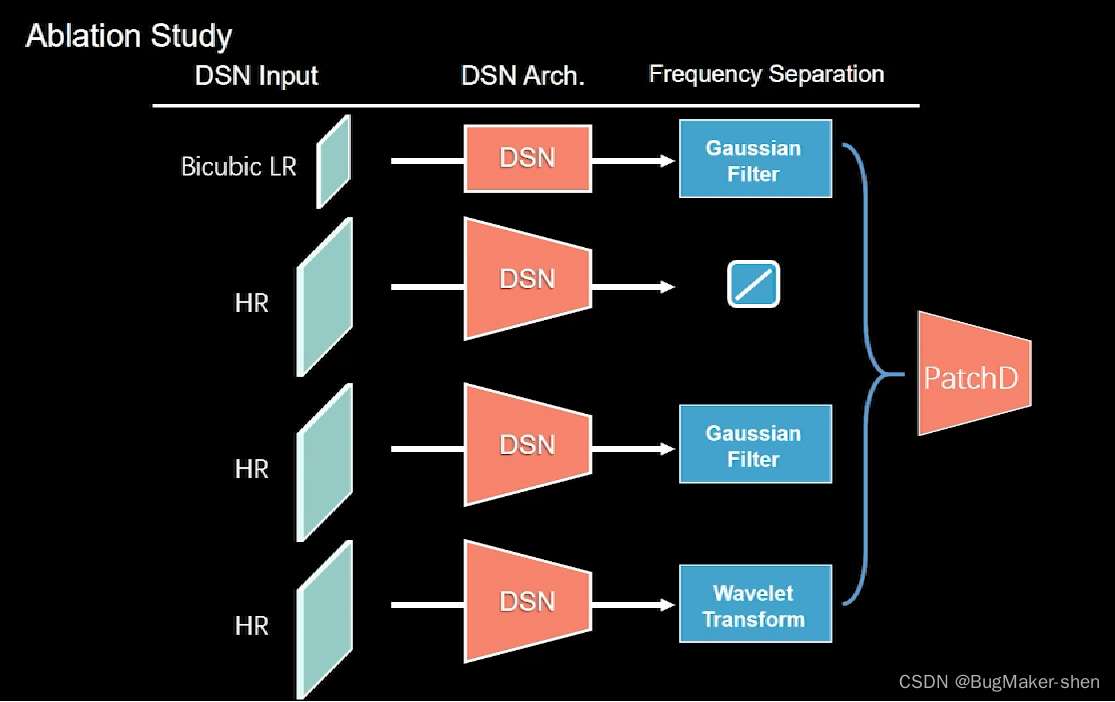 Ablation Study
DSN Input DSN Arch. Frequency Separation
Bicubic LR DSN Gaussian
Filter
HR DSN
HR DSN Gaussian
Filter
PatchD
HR DSN Wavelet
Transform
CSDN @BugMaker-shen